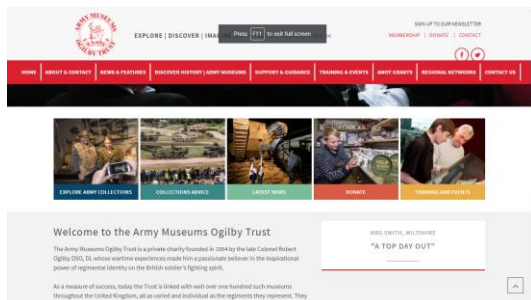 ARMY MUSEUMS
OGILBY TRUST
EXPLORE | DISCOVER |
Press F11 to exit full screen
SIGN UP TO OUR NEWSLETTER
MEMBERSHIP | DONATE | CONTACT
HOME
ABOUT & CONTACT
NEWS & FEATURES
DISCOVER HISTORY | ARMY MUSEUMS
SUPPORT & GUIDANCE
TRAINING & EVENTS
AMOT GRANTS
REGIONAL NETWORKS
CONTACT US
EXPLORE ARMY COLLECTIONS
COLLECTIONS ADVICE
LATEST NEWS
DONATE
TRAINING AND EVENTS
Welcome to the Army Museums Ogilby Trust
The Army Museums Ogilby Trust is a private charity founded in 1954 by the late Colonel Robert
Ogilby DSO, DL whose wartime experiences made him a passionate believer in the inspirational
power of regimental identity on the British soldier's fighting spirit.
As a measure of success, today the Trust is linked with well over one hundred such museums
throughout the United Kingdom, all as varied and individual as the regiments they represent. They
MRS SMITH, WILTSHIRE
"A TOP DAY OUT"